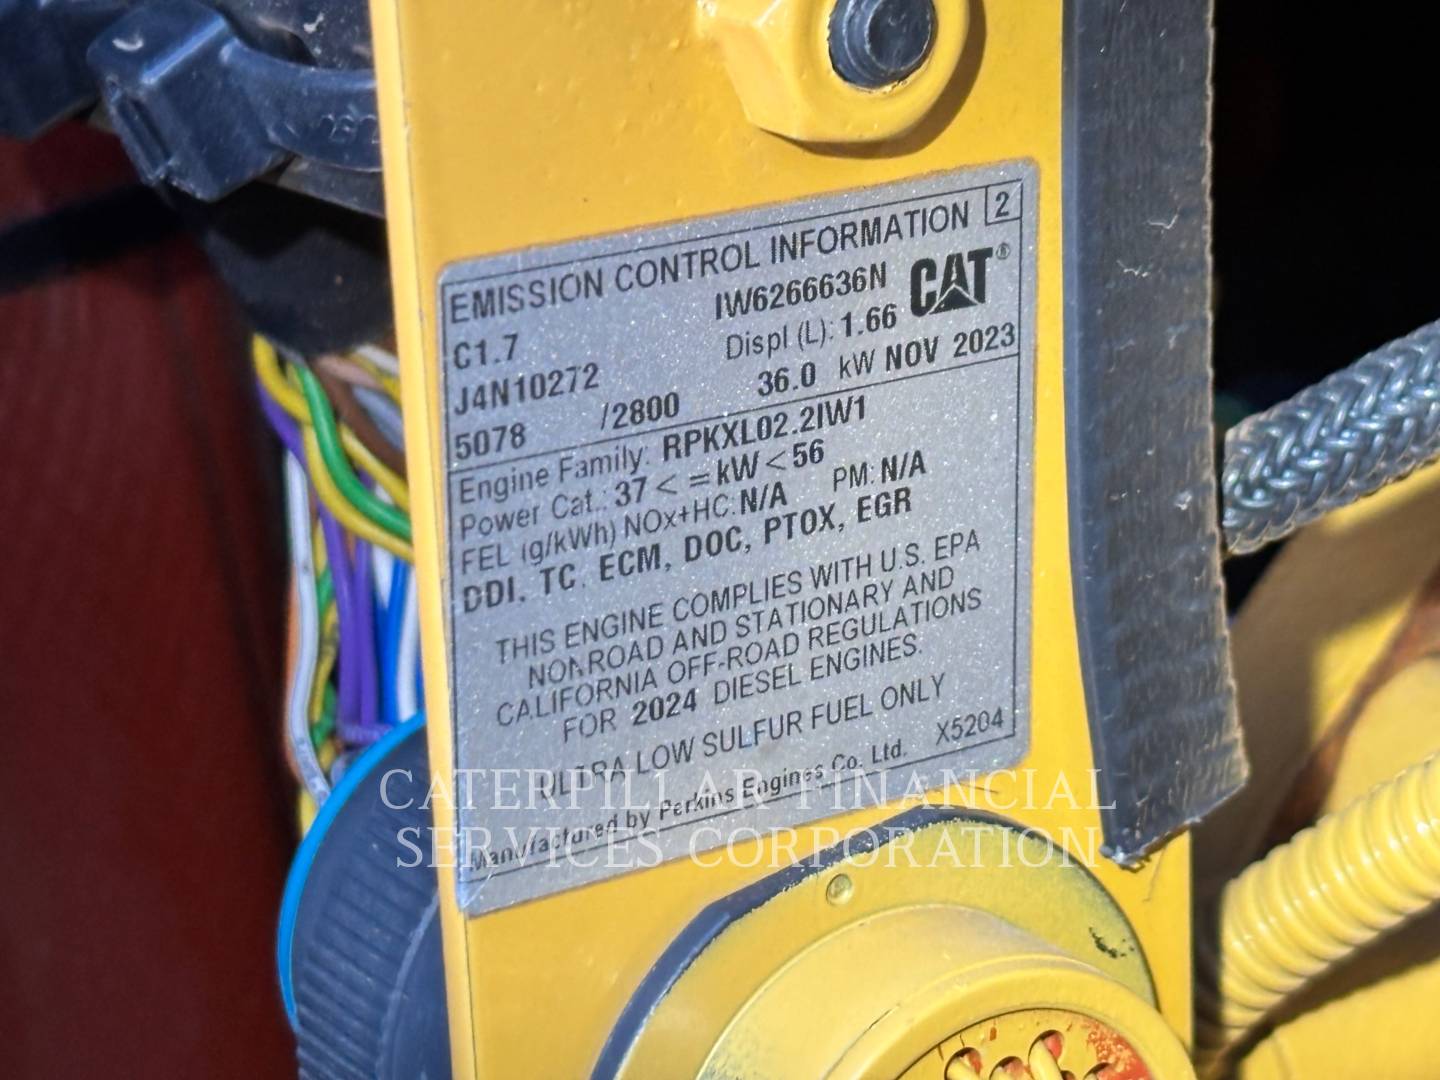 EMISSION CONTROL INFORMATION 2
C1.7 IW6266636N CAT®
J4N10272 Displ (L): 1.66
5078 /2800 36.0 kW NOV 2023
Engine Family: RPKXL02.2IW1
Power Cat.: 37 < = kW < 56
FEL (g/kWh) NOx+HC: N/A PM: N/A
DDI, TC, ECM, DOC, PTOX, EGR
THIS ENGINE COMPLIES WITH U.S. EPA
NONROAD AND STATIONARY AND
CALIFORNIA OFF-ROAD REGULATIONS
FOR 2024 DIESEL ENGINES.
ULTRA LOW SULFUR FUEL ONLY
Manufactured by Perkins Engines Co. Ltd. X5204
CATERPILLAR FINANCIAL
SERVICES CORPORATION